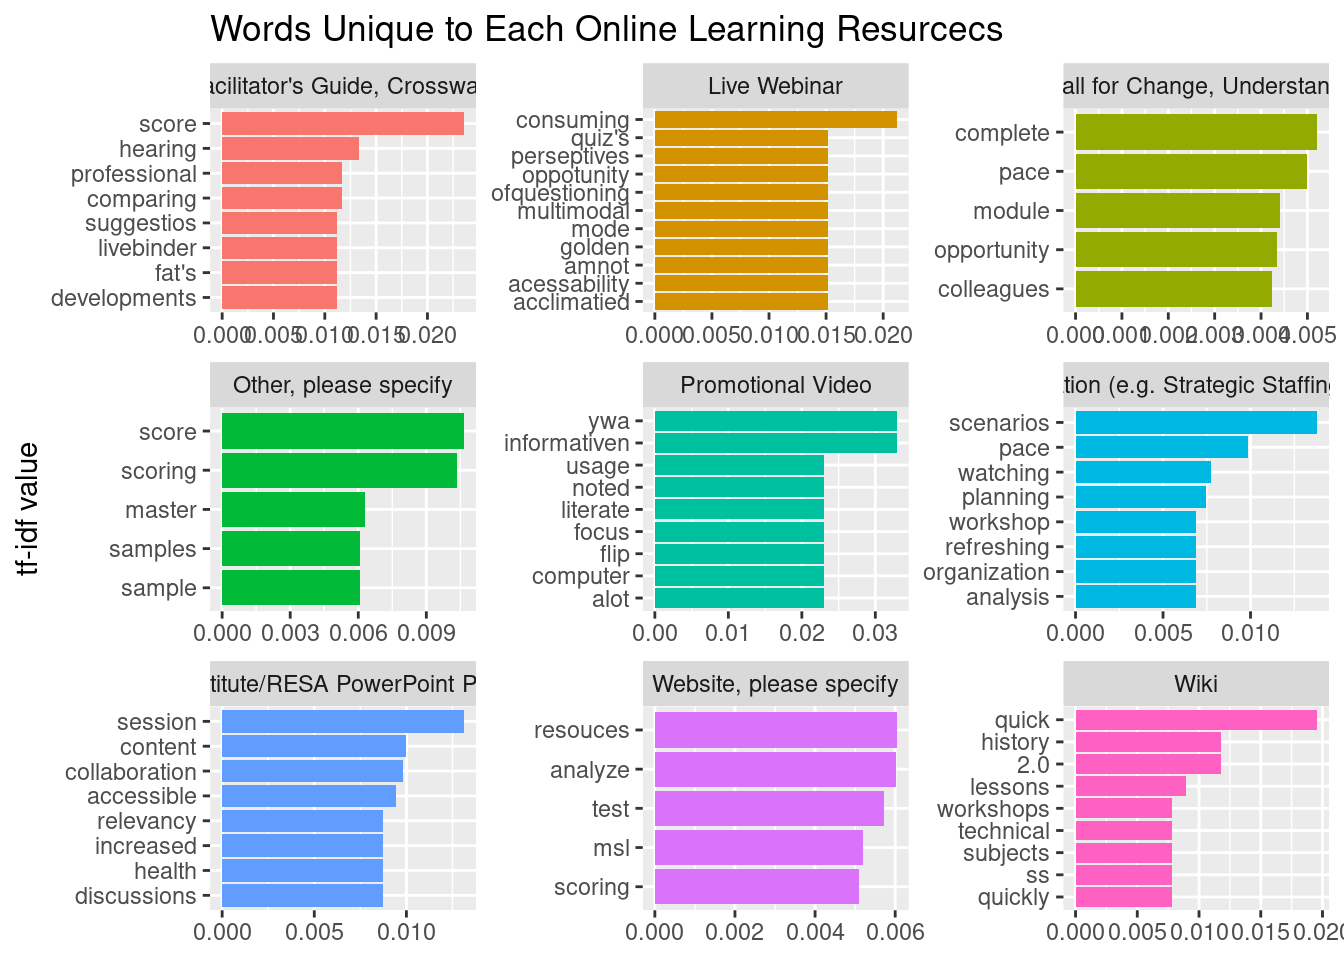 Words Unique to Each Online Learning Resurcecs
acilitator's Guide, Crosswa
score
hearing
professional
comparing
suggestios
livebinder
fat's
developments
0.000 0.005 0.010 0.015 0.020
Live Webinar
consuming
quiz's
perseptives
oppotunity
ofquestioning
multimodal
mode
golden
amnot
acessability
acclimatied
0.000 0.005 0.010 0.015 0.020
all for Change, Understan
complete
pace
module
opportunity
colleagues
0.000 0.001 0.002 0.003 0.004 0.005
tf-idf value
Other, please specify
score
scoring
master
samples
sample
0.000 0.003 0.006 0.009
Promotional Video
ywa
informativen
usage
noted
literate
focus
flip
computer
alot
0.00 0.01 0.02 0.03
tion (e.g. Strategic Staffing
scenarios
pace
watching
planning
workshop
refreshing
organization
analysis
0.000 0.005 0.010
titute/RESA PowerPoint P
session
content
collaboration
accessible
relevancy
increased
health
discussions
0.000 0.005 0.010
Website, please specify
resouces
analyze
test
msl
scoring
0.000 0.002 0.004 0.006
Wiki
quick
history
2.0
lessons
workshops
technical
subjects
ss
quickly
0.000 0.005 0.010 0.015 0.020